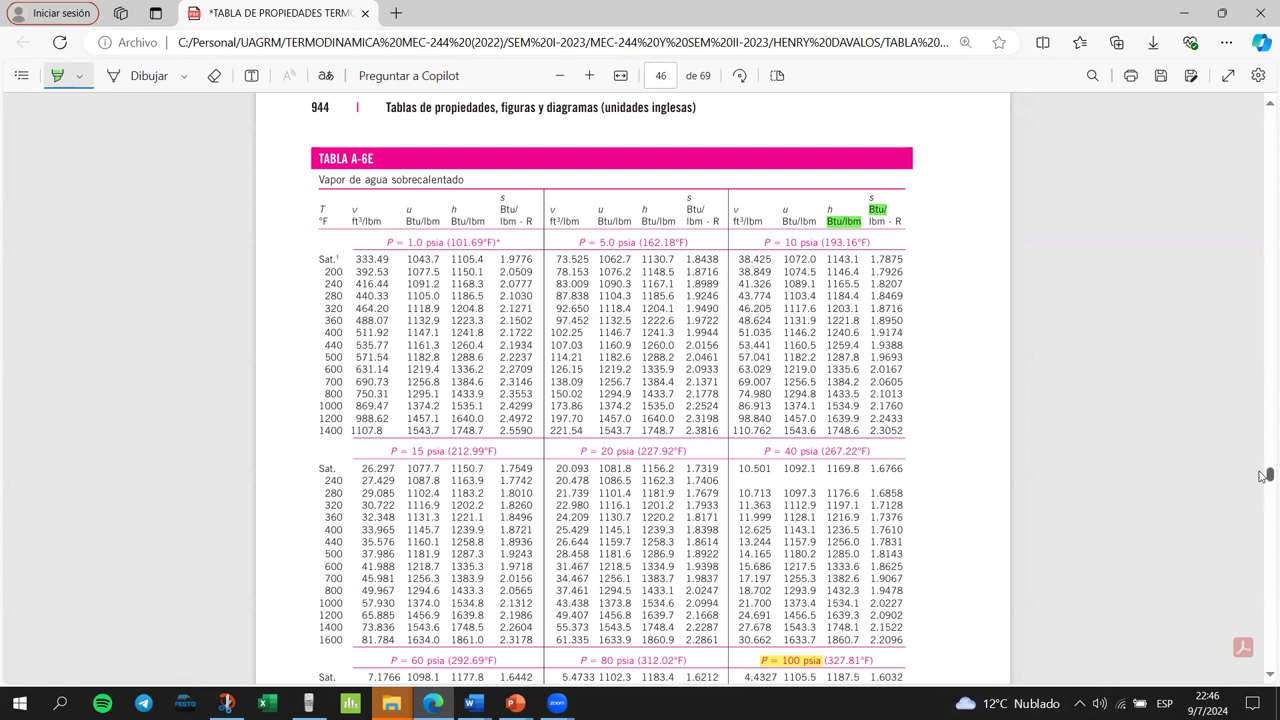 Iniciar sesión
*TABLA DE PROPIEDADES TERMO
Archivo C:/Personal/UAGRM/TERMODINAMICA%20MEC-244%20(2022)/SEM%20I-2023/MEC-244%20Y%20SEM%20II-2023/HENRY%20DAVALOS/TABLA%20...
Dibujar Preguntar a Copilot 46 de 69
944 | Tablas de propiedades, figuras y diagramas (unidades inglesas)
TABLA A-6E
Vapor de agua sobrecalentado
s s s
T v u h Btu/ v u h Btu/ v u h Btu/
°F ft³/lbm Btu/lbm Btu/lbm lbm · R ft³/lbm Btu/lbm Btu/lbm lbm · R ft³/lbm Btu/lbm Btu/lbm lbm · R
P = 1.0 psia (101.69°F)* P = 5.0 psia (162.18°F) P = 10 psia (193.16°F)
Sat.† 333.49 1043.7 1105.4 1.9776 73.525 1062.7 1130.7 1.8438 38.425 1072.0 1143.1 1.7875
200 392.53 1077.5 1150.1 2.0509 78.153 1076.2 1148.5 1.8716 38.849 1074.5 1146.4 1.7926
240 416.44 1091.2 1168.3 2.0777 83.009 1090.3 1167.1 1.8989 41.326 1089.1 1165.5 1.8207
280 440.33 1105.0 1186.5 2.1030 87.838 1104.3 1185.6 1.9246 43.774 1103.4 1184.4 1.8469
320 464.20 1118.9 1204.8 2.1271 92.650 1118.4 1204.1 1.9490 46.205 1117.6 1203.1 1.8716
360 488.07 1132.9 1223.3 2.1502 97.452 1132.5 1222.6 1.9722 48.624 1131.9 1221.8 1.8950
400 511.92 1147.1 1241.8 2.1722 102.25 1146.7 1241.3 1.9944 51.035 1146.2 1240.6 1.9174
440 535.77 1161.3 1260.4 2.1934 107.03 1160.9 1260.0 2.0156 53.441 1160.5 1259.4 1.9388
500 571.54 1182.8 1288.6 2.2237 114.21 1182.6 1288.2 2.0461 57.041 1182.2 1287.8 1.9693
600 631.14 1219.4 1336.2 2.2709 126.15 1219.2 1335.9 2.0933 63.029 1219.0 1335.6 2.0167
700 690.73 1256.8 1384.6 2.3146 138.09 1256.7 1384.4 2.1371 69.007 1256.5 1384.2 2.0605
800 750.31 1295.1 1433.9 2.3553 150.02 1294.9 1433.7 2.1778 74.980 1294.8 1433.5 2.1013
1000 869.47 1374.2 1535.1 2.4299 173.86 1374.2 1535.0 2.2524 86.913 1374.1 1534.9 2.1760
1200 988.62 1457.1 1640.0 2.4972 197.70 1457.0 1640.0 2.3198 98.840 1457.0 1639.9 2.2433
1400 1107.8 1543.7 1748.7 2.5590 221.54 1543.7 1748.7 2.3816 110.762 1543.6 1748.6 2.3052
P = 15 psia (212.99°F) P = 20 psia (227.92°F) P = 40 psia (267.22°F)
Sat. 26.297 1077.7 1150.7 1.7549 20.093 1081.8 1156.2 1.7319 10.501 1092.1 1169.8 1.6766
240 27.429 1087.8 1163.9 1.7742 20.478 1086.5 1162.3 1.7406
280 29.085 1102.4 1183.2 1.8010 21.739 1101.4 1181.9 1.7679 10.713 1097.3 1176.6 1.6858
320 30.722 1116.9 1202.2 1.8260 22.980 1116.1 1201.2 1.7933 11.363 1112.9 1197.1 1.7128
360 32.348 1131.3 1221.1 1.8496 24.209 1130.7 1220.2 1.8171 11.999 1128.1 1216.9 1.7376
400 33.965 1145.7 1239.9 1.8721 25.429 1145.1 1239.3 1.8398 12.625 1143.1 1236.5 1.7610
440 35.576 1160.1 1258.8 1.8936 26.644 1159.7 1258.3 1.8614 13.244 1157.9 1256.0 1.7831
500 37.986 1181.9 1287.3 1.9243 28.458 1181.6 1286.9 1.8922 14.165 1180.2 1285.0 1.8143
600 41.988 1218.7 1335.3 1.9718 31.467 1218.5 1334.9 1.9398 15.686 1217.5 1333.6 1.8625
700 45.981 1256.3 1383.9 2.0156 34.467 1256.1 1383.7 1.9837 17.197 1255.3 1382.6 1.9067
800 49.967 1294.6 1433.3 2.0565 37.461 1294.5 1433.1 2.0247 18.702 1293.9 1432.3 1.9478
1000 57.930 1374.0 1534.8 2.1312 43.438 1373.8 1534.6 2.0994 21.700 1373.4 1534.1 2.0227
1200 65.885 1456.9 1639.8 2.1986 49.407 1456.8 1639.7 2.1668 24.691 1456.5 1639.3 2.0902
1400 73.836 1543.6 1748.5 2.2604 55.373 1543.5 1748.4 2.2287 27.678 1543.3 1748.1 2.1522
1600 81.784 1634.0 1861.0 2.3178 61.335 1633.9 1860.9 2.2861 30.662 1633.7 1860.7 2.2096
P = 60 psia (292.69°F) P = 80 psia (312.02°F) P = 100 psia (327.81°F)
Sat. 7.1766 1098.1 1177.8 1.6442 5.4733 1102.3 1183.4 1.6212 4.4327 1105.5 1187.5 1.6032
FESTO zoom 12°C Nublado ESP 22:46
9/7/2024